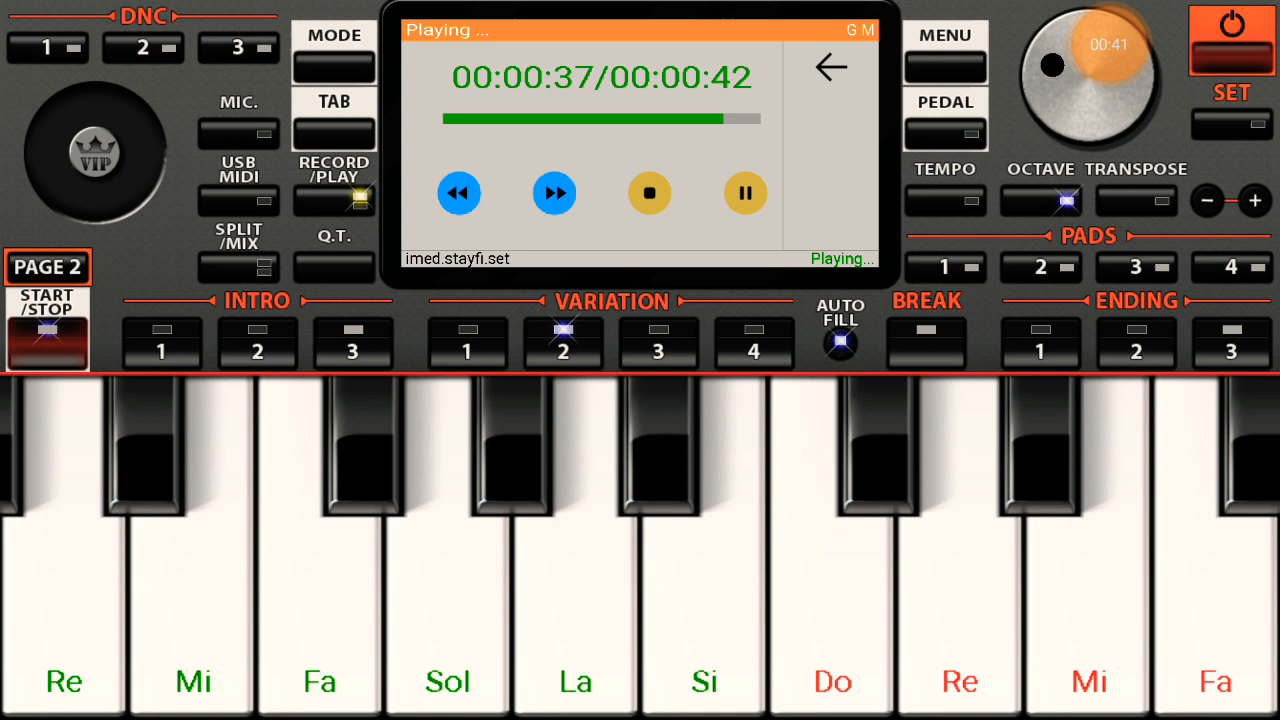 DNC
1 2 3
MODE
TAB
MIC.
USB
MIDI
RECORD
/PLAY
SPLIT
/MIX
Q.T.
VIP
PAGE 2
START
/STOP
Playing ...
G M
00:00:37/00:00:42
imed.stayfi.set
Playing...
MENU
PEDAL
00:41
SET
TEMPO
OCTAVE
TRANSPOSE
− +
PADS
1 2 3 4
INTRO
1 2 3
VARIATION
1 2 3 4
AUTO
FILL
BREAK
ENDING
1 2 3
Re Mi Fa Sol La Si Do Re Mi Fa